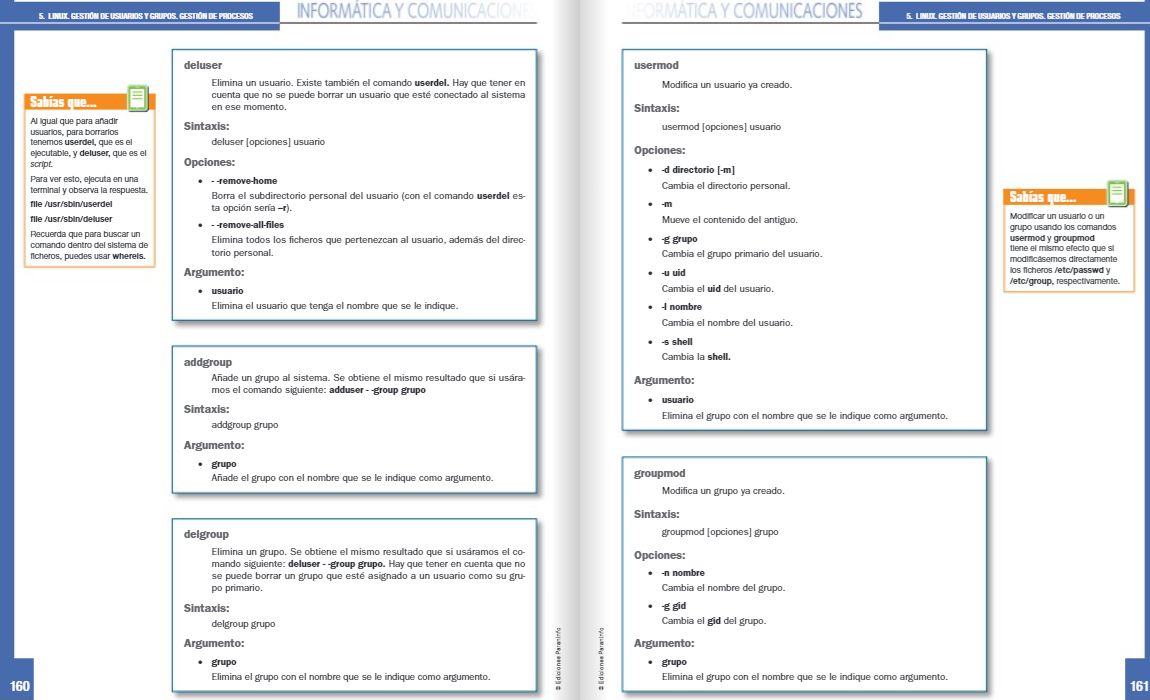 5. LINUX. GESTIÓN DE USUARIOS Y GRUPOS. GESTIÓN DE PROCESOS
INFORMÁTICA Y COMUNICACIONE
Sabías que...
Al igual que para añadir
usuarios, para borrarlos
tenemos userdel, que es el
ejecutable, y deluser, que es el
script.
Para ver esto, ejecuta en una
terminal y observa la respuesta.
file /usr/sbin/userdel
file /usr/sbin/deluser
Recuerda que para buscar un
comando dentro del sistema de
ficheros, puedes usar whereis.
deluser
Elimina un usuario. Existe también el comando userdel. Hay que tener en
cuenta que no se puede borrar un usuario que esté conectado al sistema
en ese momento.
Sintaxis:
deluser [opciones] usuario
Opciones:
• - -remove-home
Borra el subdirectorio personal del usuario (con el comando userdel es-
ta opción sería –r).
• - -remove-all-files
Elimina todos los ficheros que pertenezcan al usuario, además del direc-
torio personal.
Argumento:
• usuario
Elimina el usuario que tenga el nombre que se le indique.
addgroup
Añade un grupo al sistema. Se obtiene el mismo resultado que si usára-
mos el comando siguiente: adduser - -group grupo
Sintaxis:
addgroup grupo
Argumento:
• grupo
Añade el grupo con el nombre que se le indique como argumento.
delgroup
Elimina un grupo. Se obtiene el mismo resultado que si usáramos el co-
mando siguiente: deluser - -group grupo. Hay que tener en cuenta que no
se puede borrar un grupo que esté asignado a un usuario como su gru-
po primario.
Sintaxis:
delgroup grupo
Argumento:
• grupo
Elimina el grupo con el nombre que se le indique como argumento.
© Ediciones Paraninfo
160
FORMÁTICA Y COMUNICACIONES
5. LINUX. GESTIÓN DE USUARIOS Y GRUPOS. GESTIÓN DE PROCESOS
usermod
Modifica un usuario ya creado.
Sintaxis:
usermod [opciones] usuario
Opciones:
• -d directorio [-m]
Cambia el directorio personal.
• -m
Mueve el contenido del antiguo.
• -g grupo
Cambia el grupo primario del usuario.
• -u uid
Cambia el uid del usuario.
• -l nombre
Cambia el nombre del usuario.
• -s shell
Cambia la shell.
Argumento:
• usuario
Elimina el grupo con el nombre que se le indique como argumento.
Sabías que...
Modificar un usuario o un
grupo usando los comandos
usermod y groupmod
tiene el mismo efecto que si
modificásemos directamente
los ficheros /etc/passwd y
/etc/group, respectivamente.
groupmod
Modifica un grupo ya creado.
Sintaxis:
groupmod [opciones] grupo
Opciones:
• -n nombre
Cambia el nombre del grupo.
• -g gid
Cambia el gid del grupo.
Argumento:
• grupo
Elimina el grupo con el nombre que se le indique como argumento.
© Ediciones Paraninfo
161